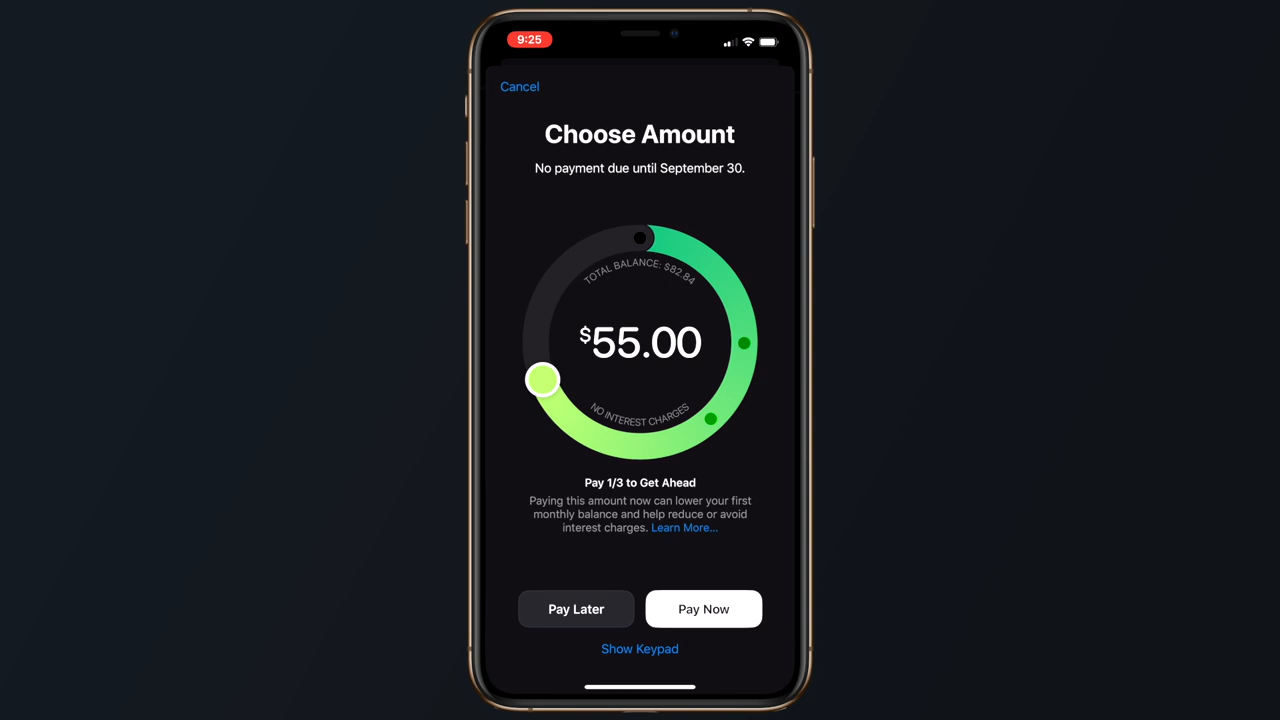 9:25
Cancel
Choose Amount
No payment due until September 30.
TOTAL BALANCE: $82.84
$55.00
NO INTEREST CHARGES
Pay 1/3 to Get Ahead
Paying this amount now can lower your first
monthly balance and help reduce or avoid
interest charges. Learn More...
Pay Later
Pay Now
Show Keypad